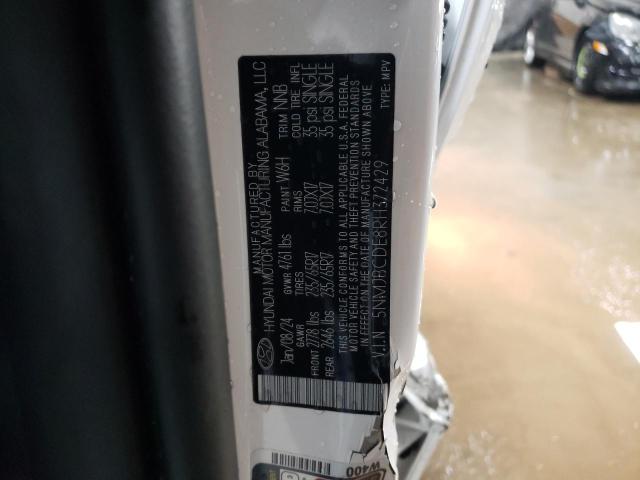 MANUFACTURED BY
HYUNDAI MOTOR MANUFACTURING ALABAMA, LLC
Jan/08/24 GVWR 4761 lbs PAINT W6H TRIM NNB
GAWR TIRES RIMS COLD TIRE INFL
FRONT 2778 lbs 235/65R17 7.0JX17 35 psi SINGLE
REAR 2646 lbs 235/65R17 7.0JX17 35 psi SINGLE
THIS VEHICLE CONFORMS TO ALL APPLICABLE U.S.A. FEDERAL
MOTOR VEHICLE SAFETY AND THEFT PREVENTION STANDARDS
IN EFFECT ON THE DATE OF MANUFACTURE SHOWN ABOVE
V.I.N : 5NMJBCDE8RH372429 TYPE: MPV
W400